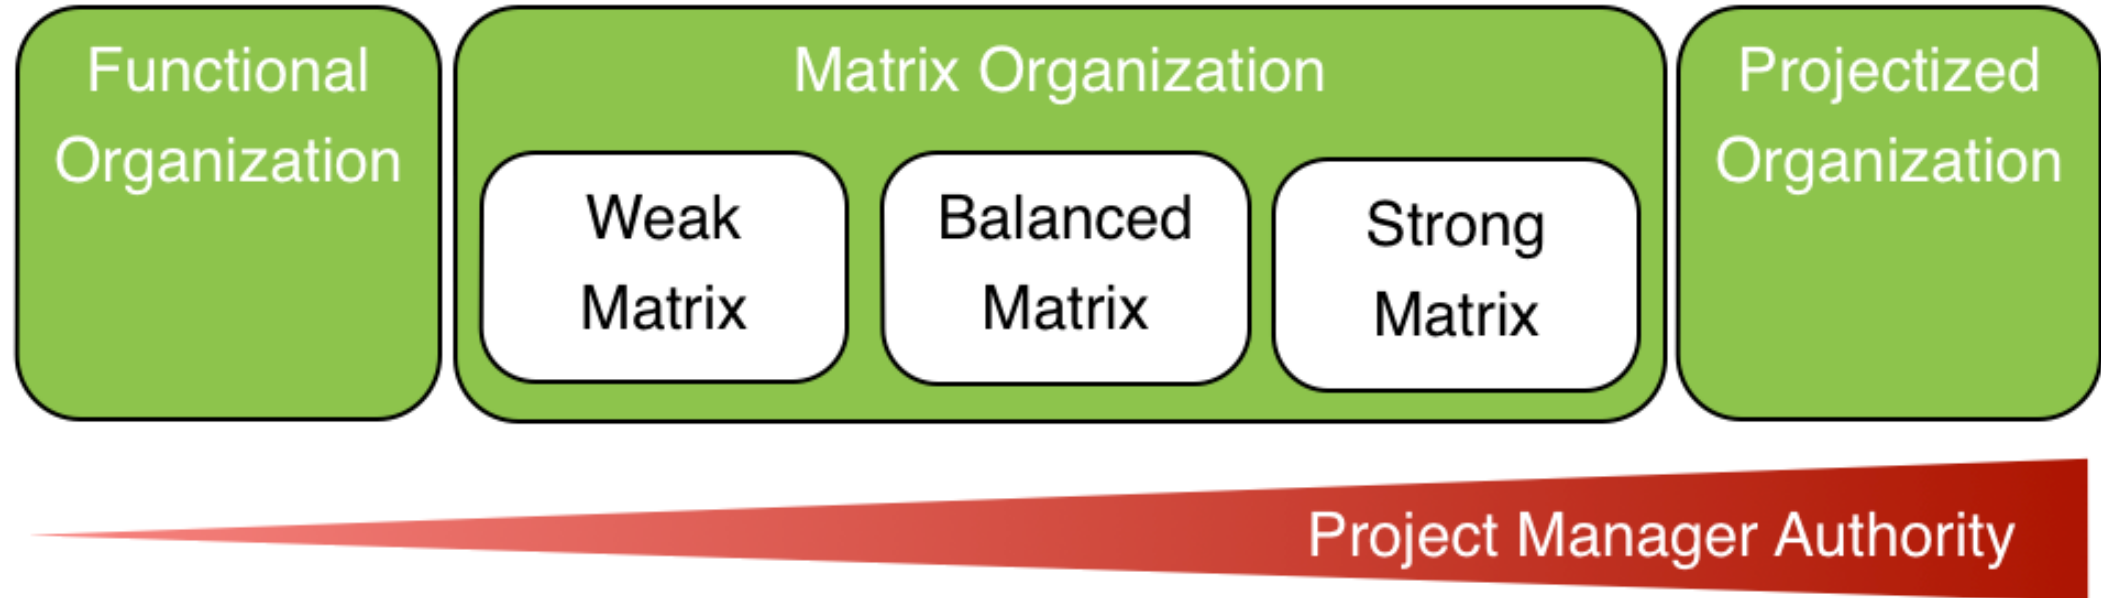 Functional
Organization
Matrix Organization
Weak
Matrix
Balanced
Matrix
Strong
Matrix
Projectized
Organization
Project Manager Authority